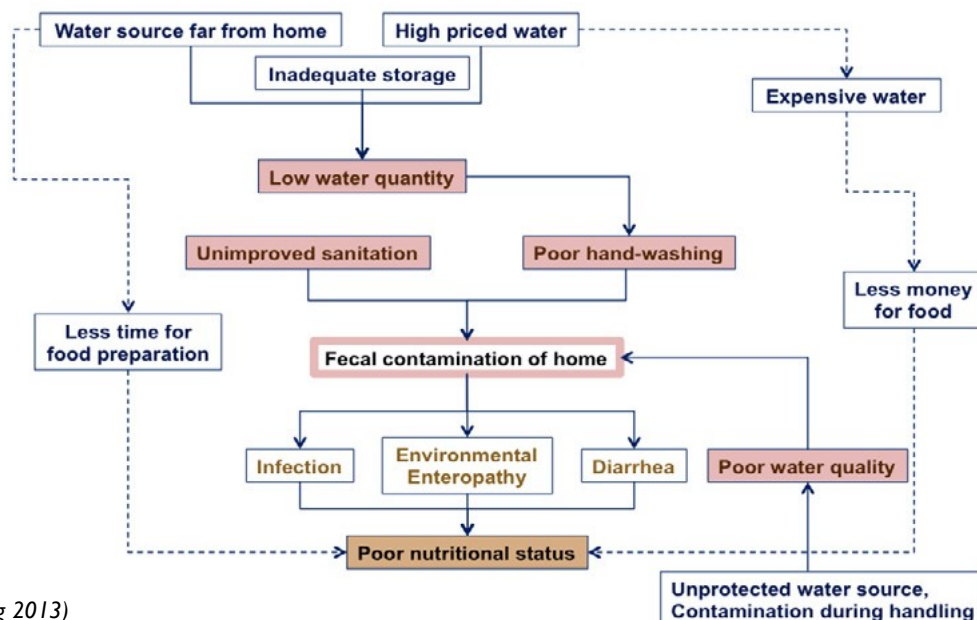 Water source far from home
High priced water
Inadequate storage
Expensive water
Low water quantity
Unimproved sanitation
Poor hand-washing
Less money
for food
Less time for
food preparation
Fecal contamination of home
Infection
Environmental
Enteropathy
Diarrhea
Poor water quality
Poor nutritional status
Unprotected water source,
Contamination during handling
2013)